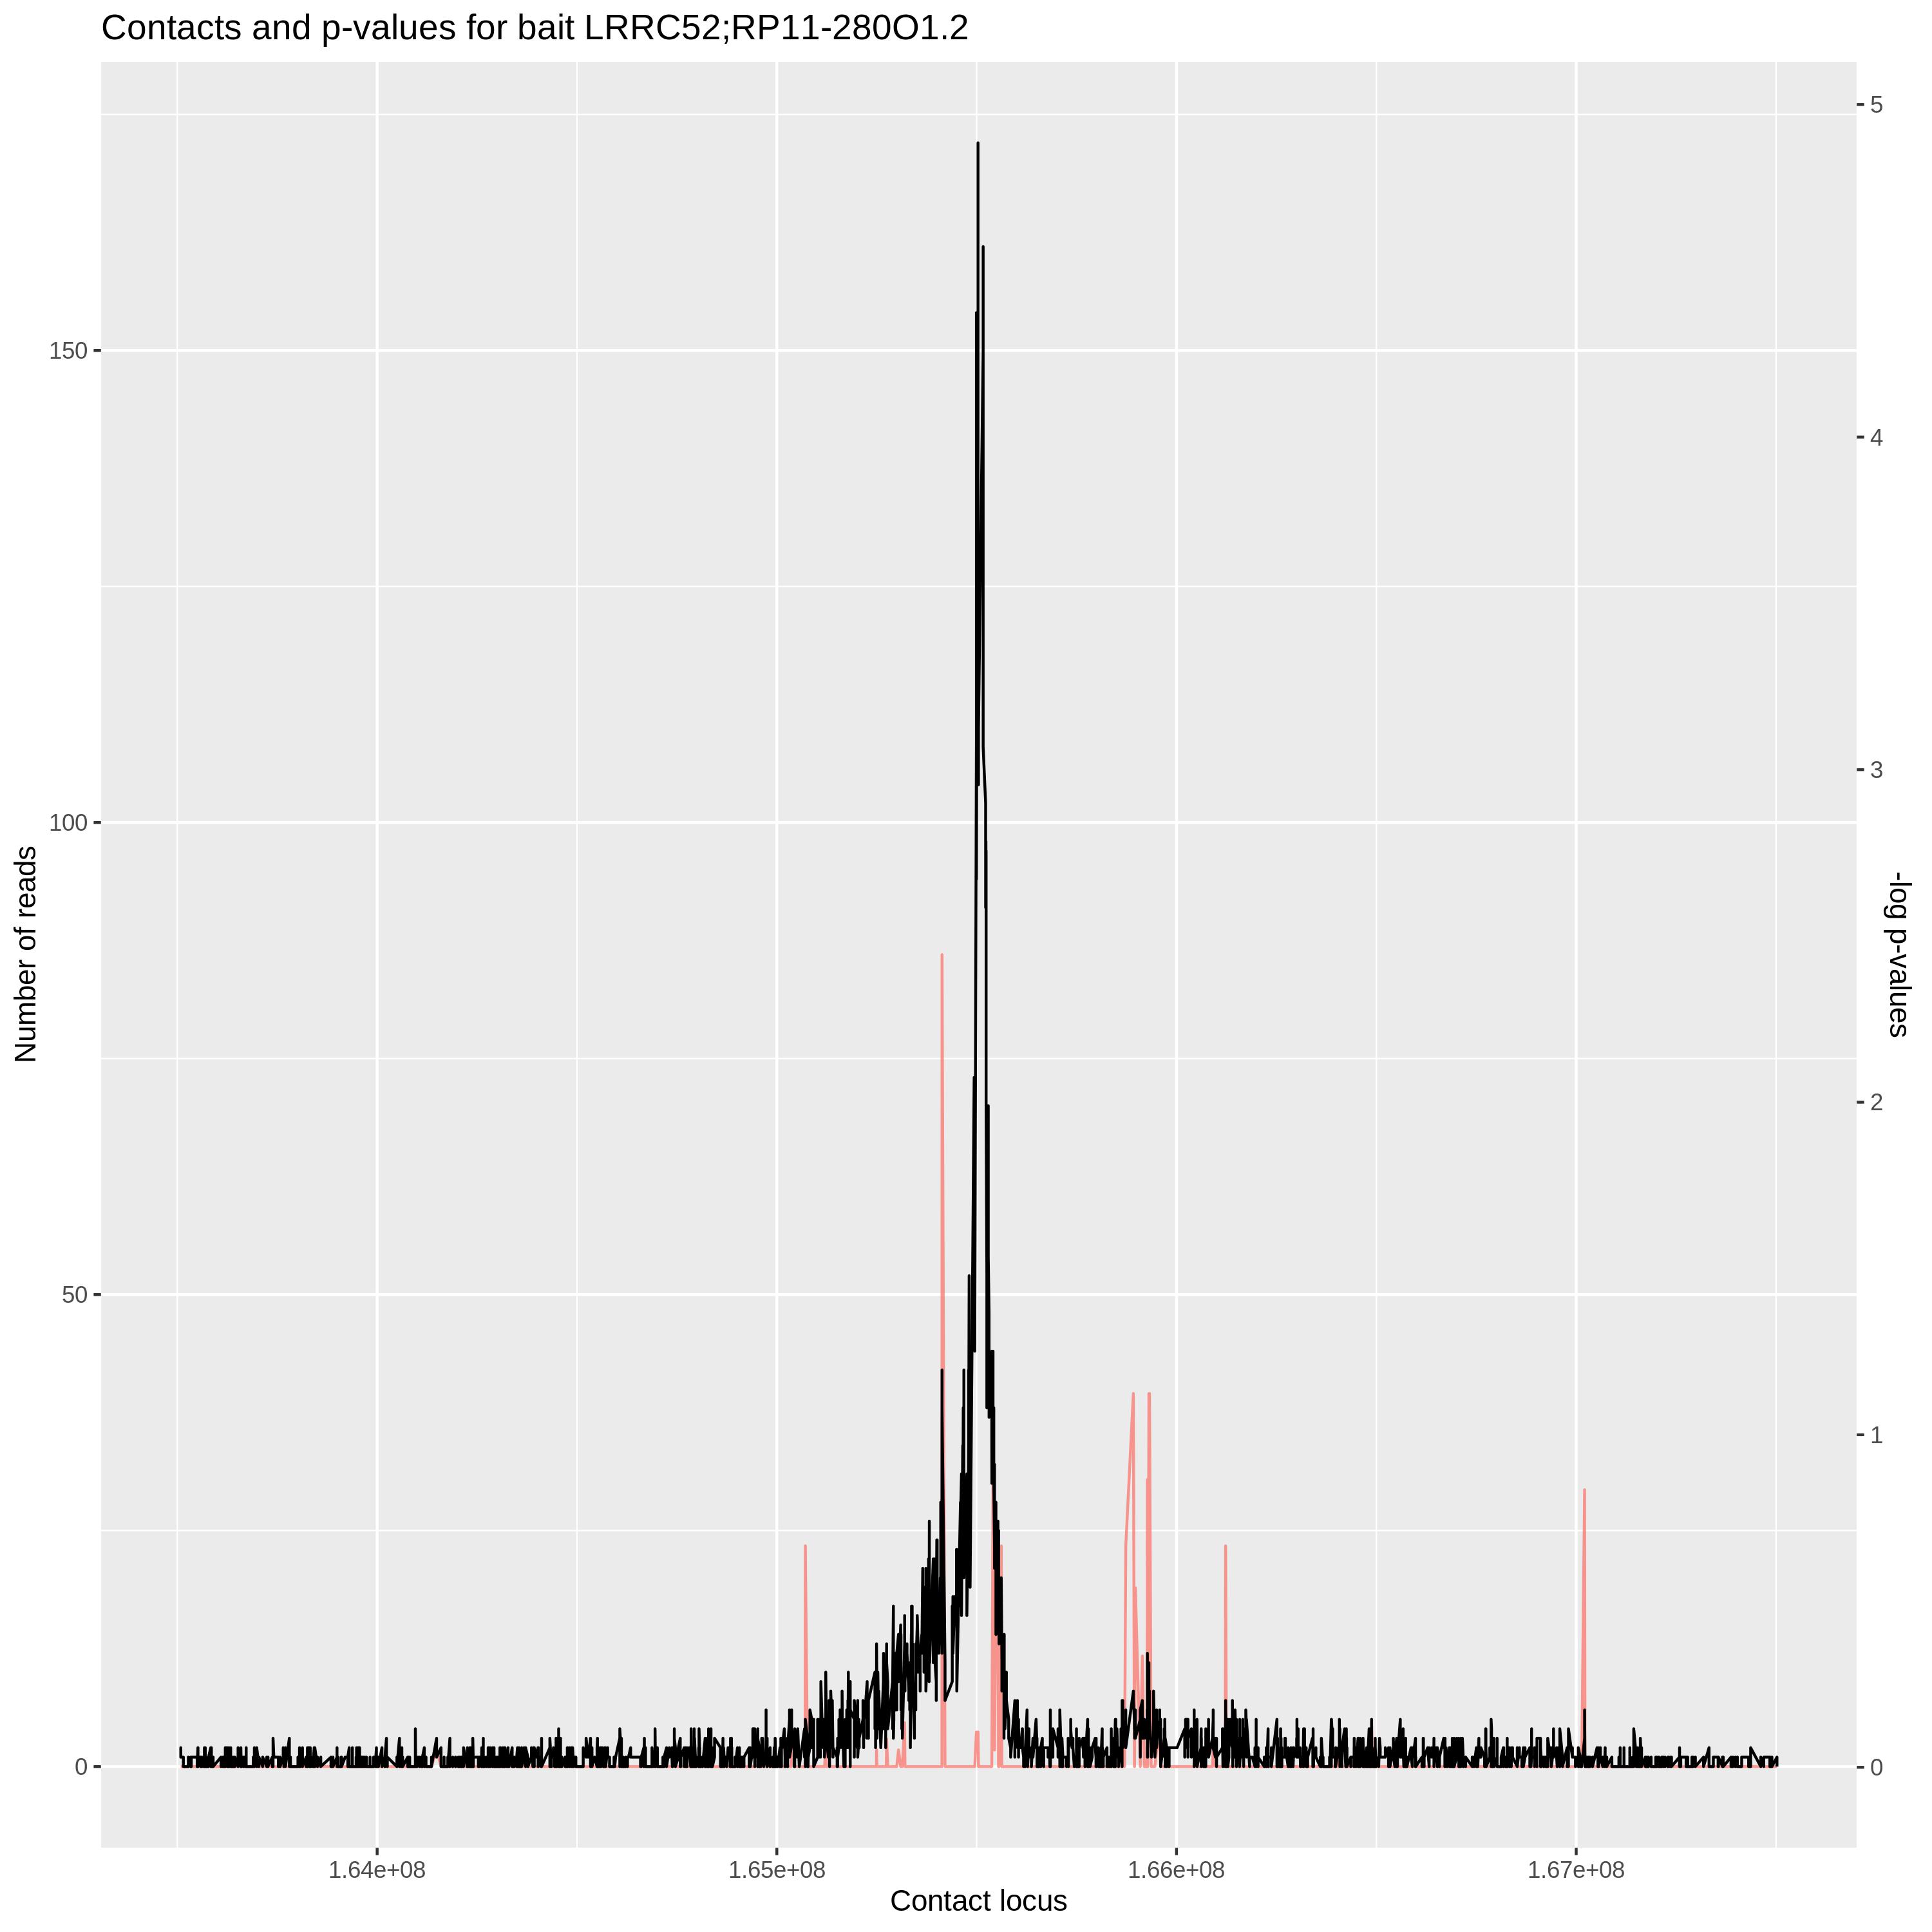 Contacts and p-values for bait LRRC52;RP11-280O1.2
5
4
3
2
1
0
150
100
50
0
Number of reads
-log p-values
1.64e+08
1.65e+08
1.66e+08
1.67e+08
Contact locus